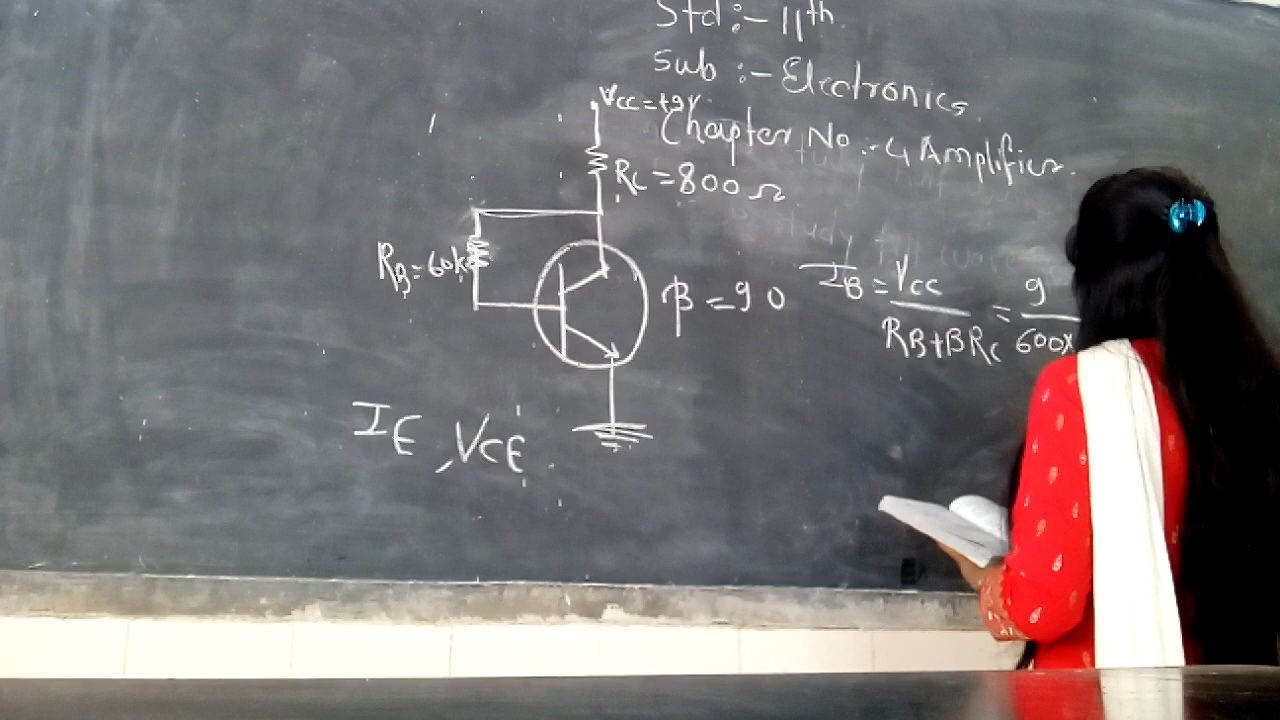 Std :- 11th.
Sub :- Electronics.
Vcc = +9V.
Chapter No :- 4 Amplifier.
Rc = 800 Ω
RB = 60k
β = 90
IB = Vcc / RB+βRc = 9 / 600x
IE, VCE.